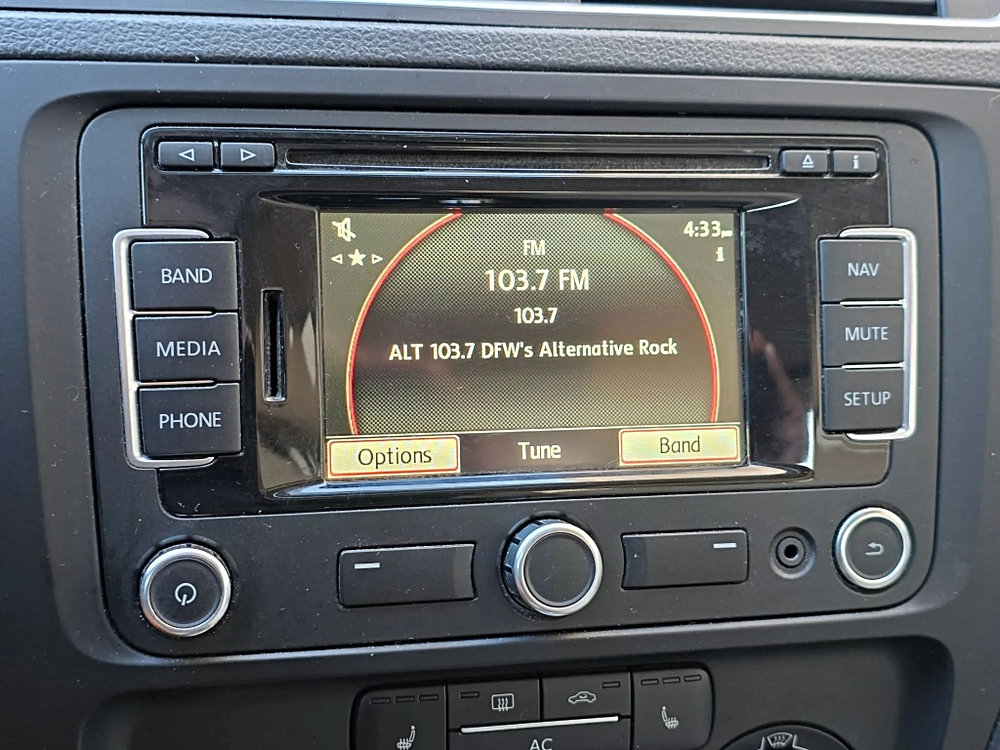 4:33
FM
103.7 FM
103.7
ALT 103.7 DFW's Alternative Rock
Options
Tune
Band
BAND
MEDIA
PHONE
NAV
MUTE
SETUP
i
i
AC